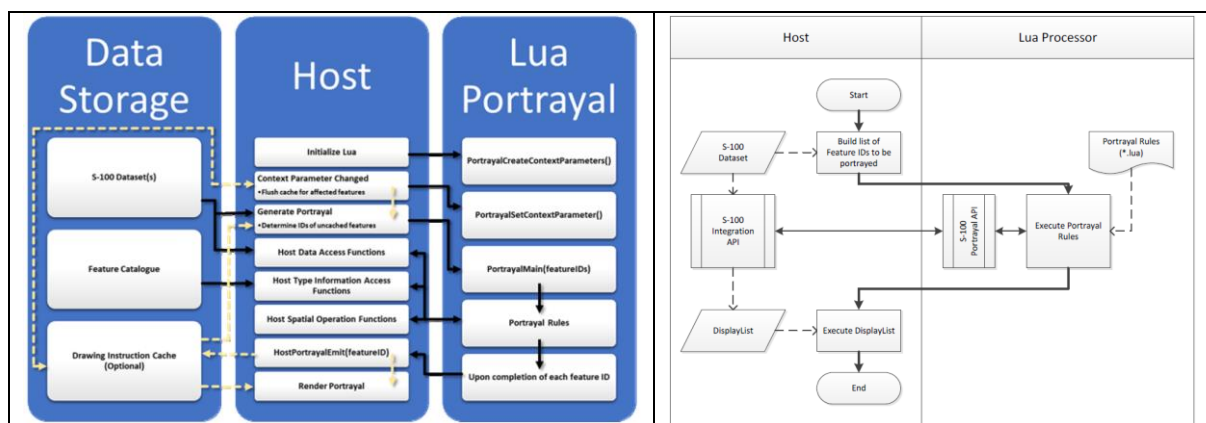 Data
Storage
S-100 Dataset(s)
Feature Catalogue
Drawing Instruction Cache
(Optional)
Host
Initialize Lua
Context Parameter Changed
•Flush cache for affected features
Generate Portrayal
•Determine IDs of uncached features
Host Data Access Functions
Host Type Information Access
Functions
Host Spatial Operation Functions
HostPortrayalEmit(featureID)
Render Portrayal
Lua
Portrayal
PortrayalCreateContextParameters()
PortrayalSetContextParameter()
PortrayalMain(featureIDs)
Portrayal Rules
Upon completion of each feature ID
Host
Lua Processor
Start
S-100
Dataset
Build list of
Feature IDs to be
portrayed
Portrayal Rules
(*.lua)
S-100
Integration
API
S-100
Portrayal API
Execute Portrayal
Rules
DisplayList
Execute DisplayList
End